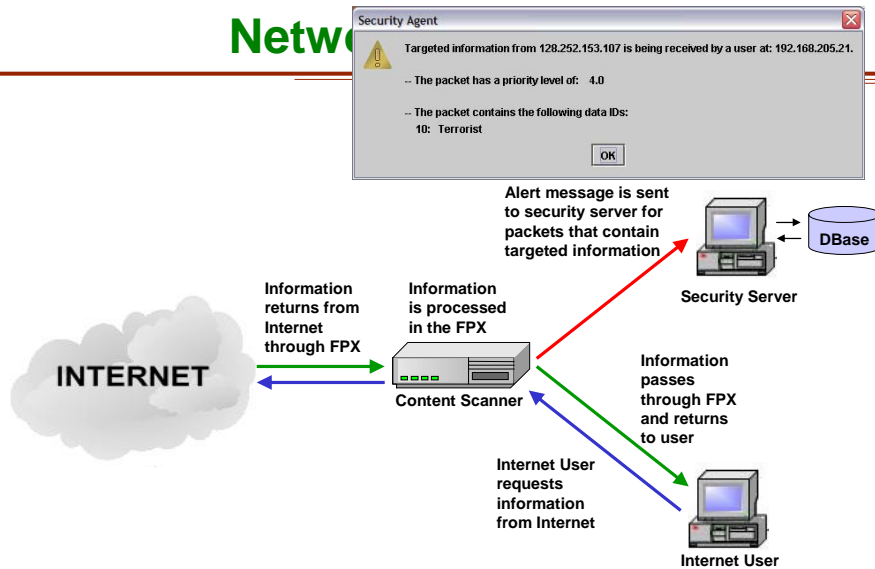 Security Agent
Targeted information from 128.252.153.107 is being received by a user at: 192.168.205.21.
-- The packet has a priority level of: 4.0
-- The packet contains the following data IDs:
10: Terrorist
OK
Alert message is sent
to security server for
packets that contain
targeted information
DBase
Security Server
Information
returns from
Internet
through FPX
Information
is processed
in the FPX
INTERNET
Content Scanner
Information
passes
through FPX
and returns
to user
Internet User
requests
information
from Internet
Internet User